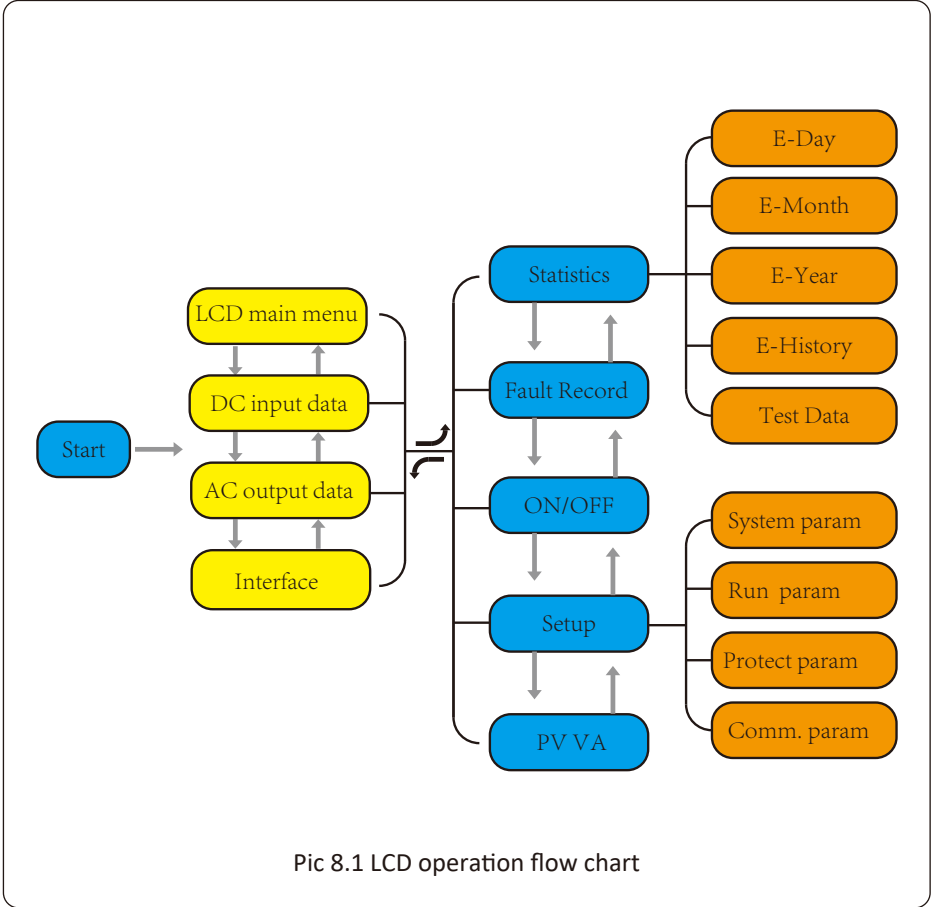 Start
LCD main menu
DC input data
AC output data
Interface
Statistics
Fault Record
ON/OFF
Setup
PV VA
E-Day
E-Month
E-Year
E-History
Test Data
System param
Run param
Protect param
Comm. param
Pic 8.1 LCD operation flow chart